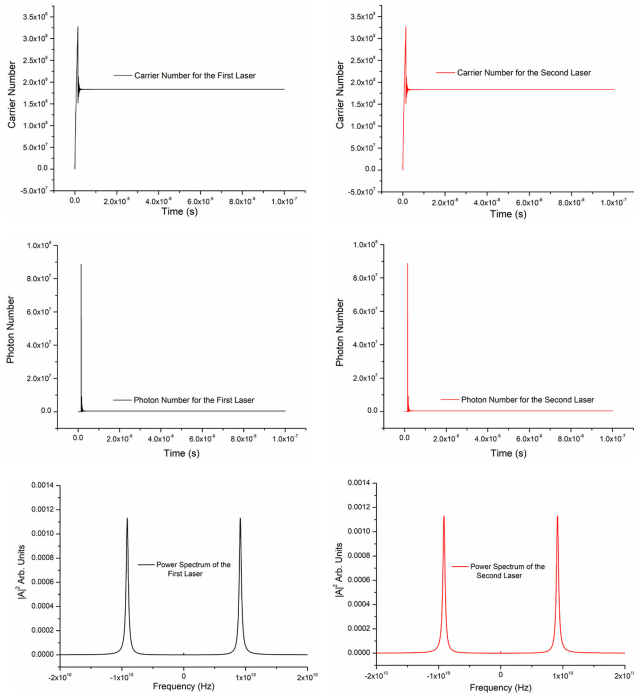 3.5x10⁸
3.0x10⁸
2.5x10⁸
2.0x10⁸
1.5x10⁸
1.0x10⁸
5.0x10⁷
0.0
-5.0x10⁷
Carrier Number
Carrier Number for the First Laser
0.0 2.0x10⁻⁸ 4.0x10⁻⁸ 6.0x10⁻⁸ 8.0x10⁻⁸ 1.0x10⁻⁷
Time (s)
3.5x10⁸
3.0x10⁸
2.5x10⁸
2.0x10⁸
1.5x10⁸
1.0x10⁸
5.0x10⁷
0.0
-5.0x10⁷
Carrier Number
Carrier Number for the Second Laser
0.0 2.0x10⁻⁸ 4.0x10⁻⁸ 6.0x10⁻⁸ 8.0x10⁻⁸ 1.0x10⁻⁷
Time (s)
1.0x10⁸
8.0x10⁷
6.0x10⁷
4.0x10⁷
2.0x10⁷
0.0
Photon Number
Photon Number for the First Laser
0.0 2.0x10⁻⁸ 4.0x10⁻⁸ 6.0x10⁻⁸ 8.0x10⁻⁸ 1.0x10⁻⁷
Time (s)
1.0x10⁸
8.0x10⁷
6.0x10⁷
4.0x10⁷
2.0x10⁷
0.0
Photon Number
Photon Number for the Second Laser
0.0 2.0x10⁻⁸ 4.0x10⁻⁸ 6.0x10⁻⁸ 8.0x10⁻⁸ 1.0x10⁻⁷
Time (s)
0.0014
0.0012
0.0010
0.0008
0.0006
0.0004
0.0002
0.0000
|A|² Arb. Units
Power Spectrum of the
First Laser
-2x10¹⁰ -1x10¹⁰ 0 1x10¹⁰ 2x10¹⁰
Frequency (Hz)
0.0014
0.0012
0.0010
0.0008
0.0006
0.0004
0.0002
0.0000
|A|² Arb. Units
Power Spectrum of the
Second Laser
-2x10¹⁰ -1x10¹⁰ 0 1x10¹⁰ 2x10¹⁰
Frequency (Hz)